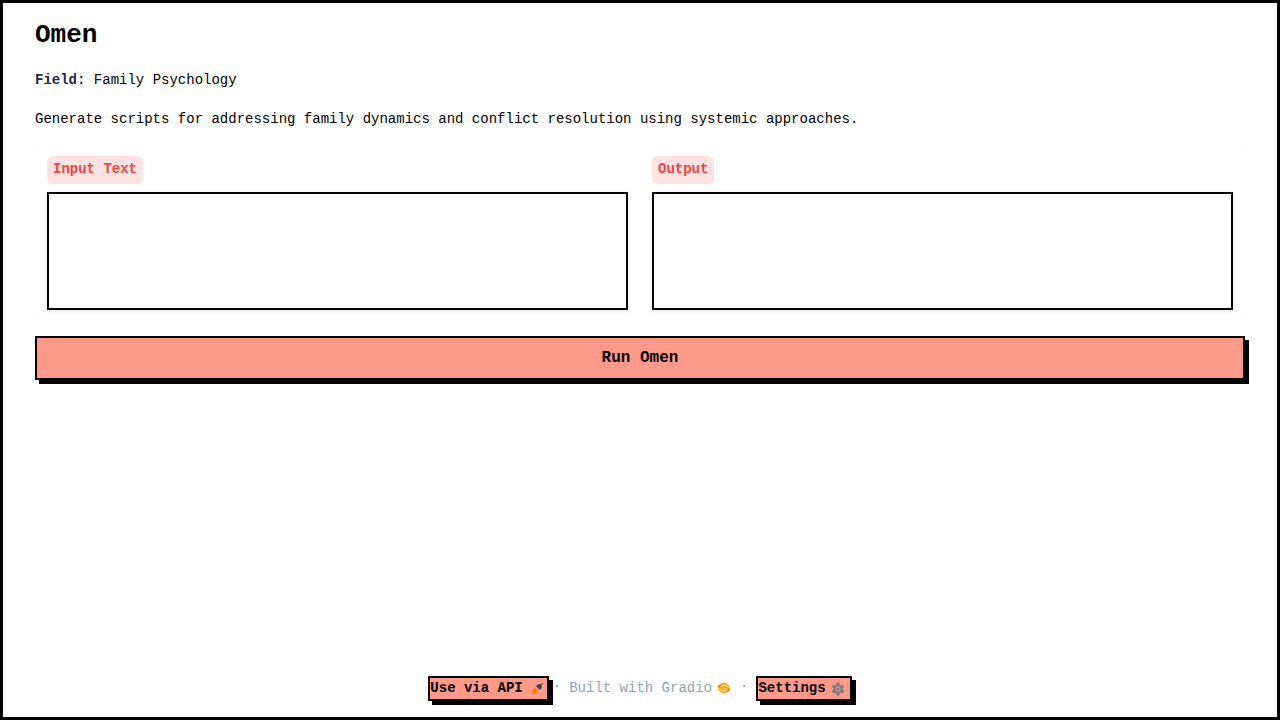 Omen
Field: Family Psychology
Generate scripts for addressing family dynamics and conflict resolution using systemic approaches.
Input Text
Output
Run Omen
Use via API · Built with Gradio · Settings